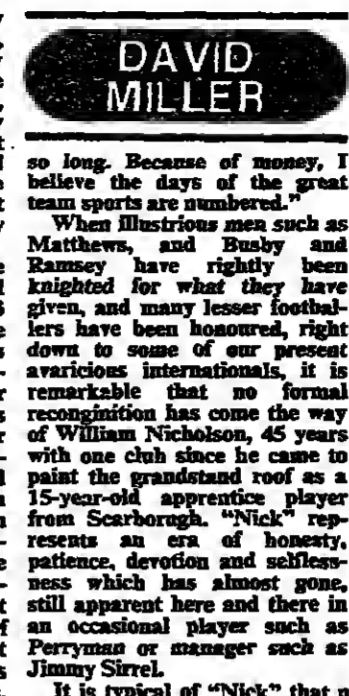 DAVID
MILLER
so long. Because of money, I
believe the days of the great
team sports are numbered."
When illustrious men such as
Matthews, and Busby and
Ramsey have rightly been
knighted for what they have
given, and many lesser footbal-
lers have been honoured, right
down to some of our present
avaricious internationals, it is
remarkable that no formal
reconginition has come the way
of William Nicholson, 45 years
with one club since he came to
paint the grandstand roof as a
15-year-old apprentice player
from Scarborough. "Nick" rep-
resents an era of honesty,
patience, devotion and selfless-
ness which has almost gone,
still apparent here and there in
an occasional player such as
Perryman or manager such as
Jimmy Sirrel.
It is typical of "Nick" that